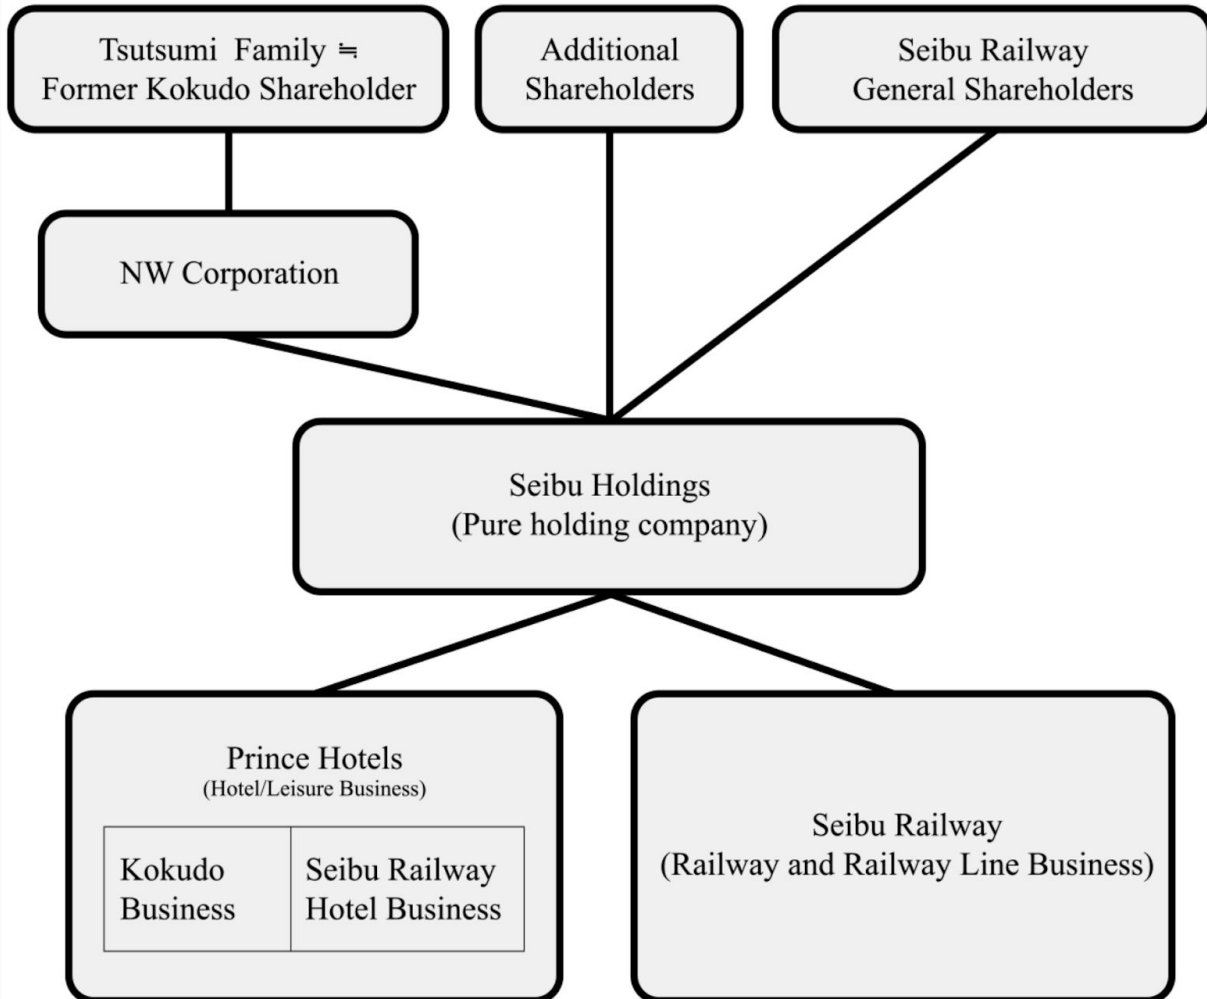 Tsutsumi Family ≒
Former Kokudo Shareholder
Additional
Shareholders
Seibu Railway
General Shareholders
NW Corporation
Seibu Holdings
(Pure holding company)
Prince Hotels
(Hotel/Leisure Business)
Kokudo
Business
Seibu Railway
Hotel Business
Seibu Railway
(Railway and Railway Line Business)